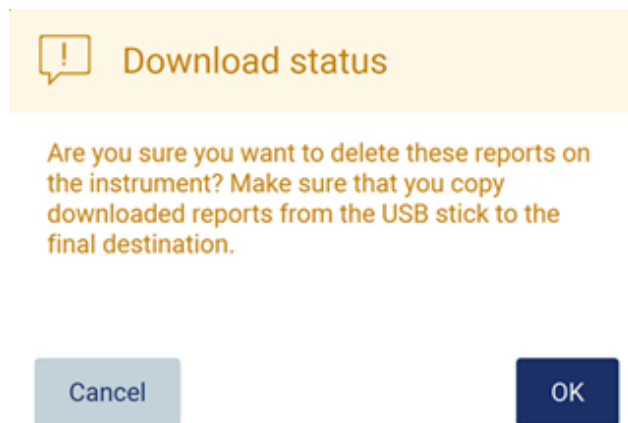 Download status
Are you sure you want to delete these reports on
the instrument? Make sure that you copy
downloaded reports from the USB stick to the
final destination.
Cancel
OK